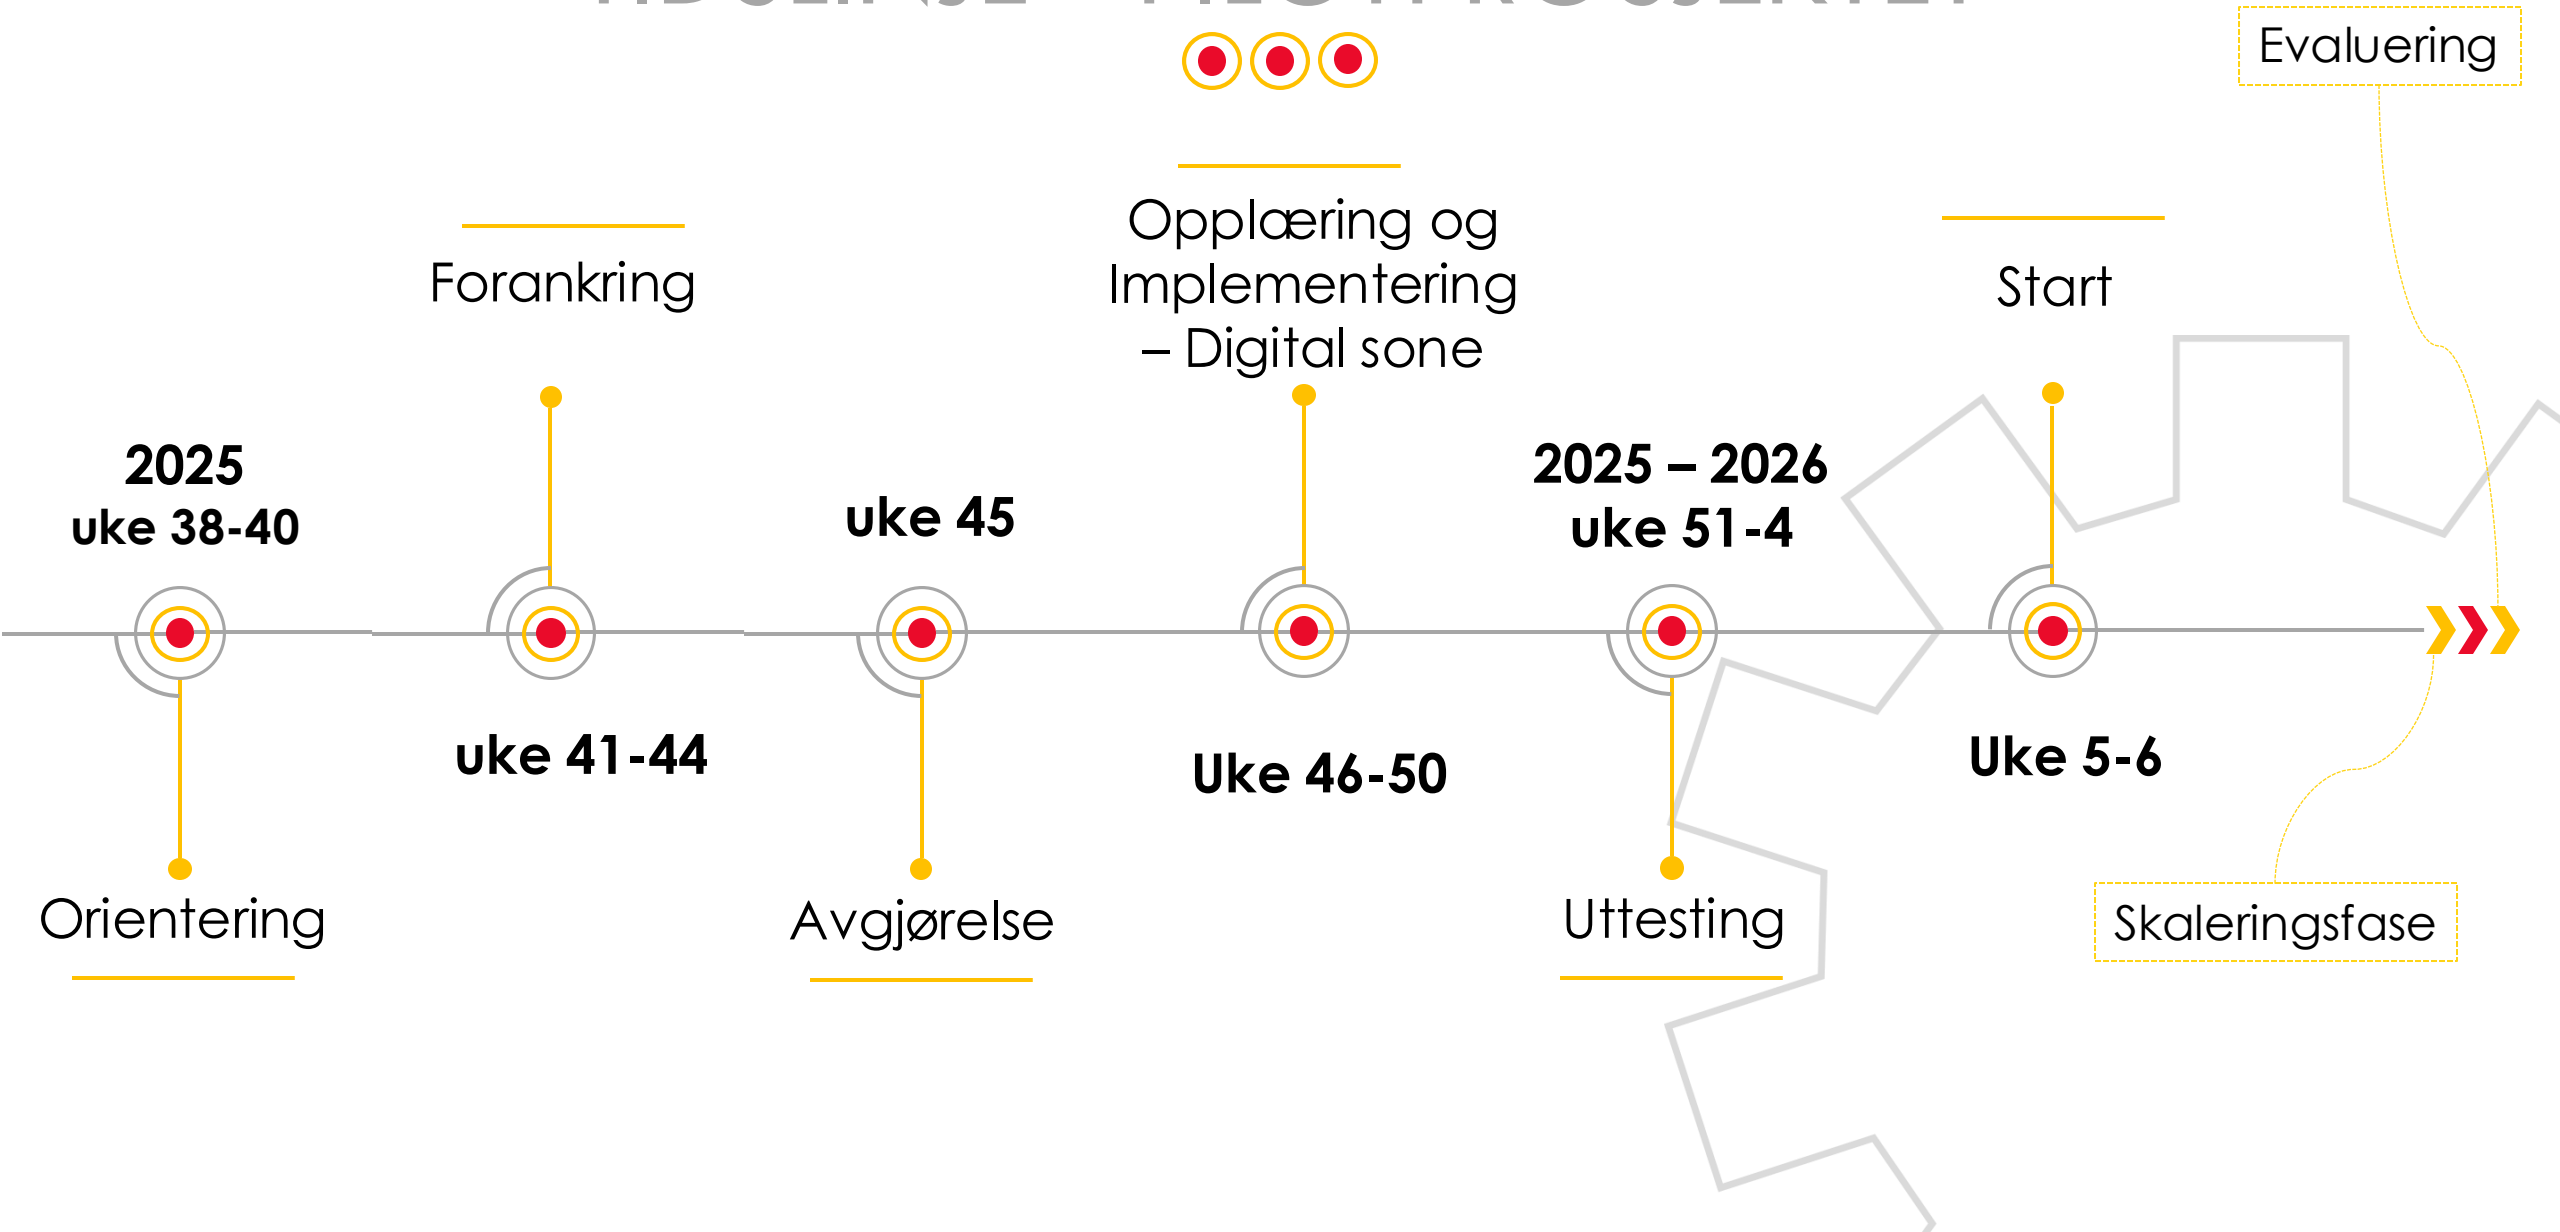 Evaluering
Opplæring og
Implementering
– Digital sone
Forankring
Start
2025
uke 38-40
uke 45
2025 – 2026
uke 51-4
uke 41-44
Uke 46-50
Uke 5-6
Orientering
Avgjørelse
Uttesting
Skaleringsfase